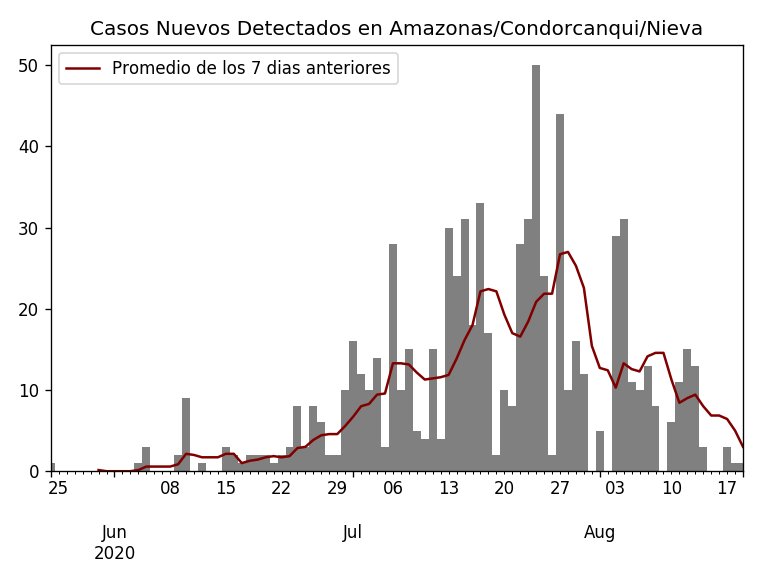 Casos Nuevos Detectados en Amazonas/Condorcanqui/Nieva
Promedio de los 7 dias anteriores
50
40
30
20
10
0
25 08 15 22 29 06 13 20 27 03 10 17
Jun Jul Aug
2020